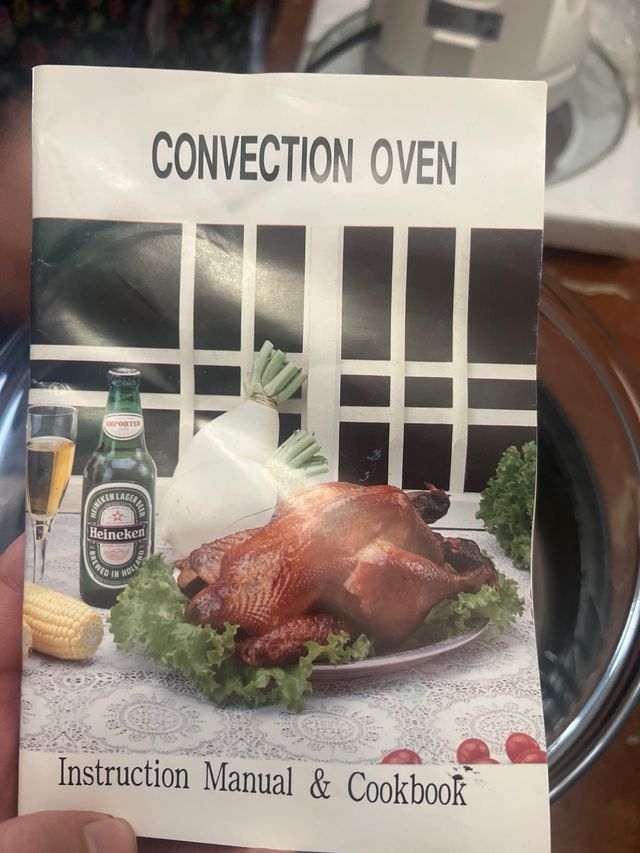 CONVECTION OVEN
IMPORTED
HEINEKEN LAGER BEER
Heineken
BREWED IN HOLLAND
Instruction Manual & Cookbook